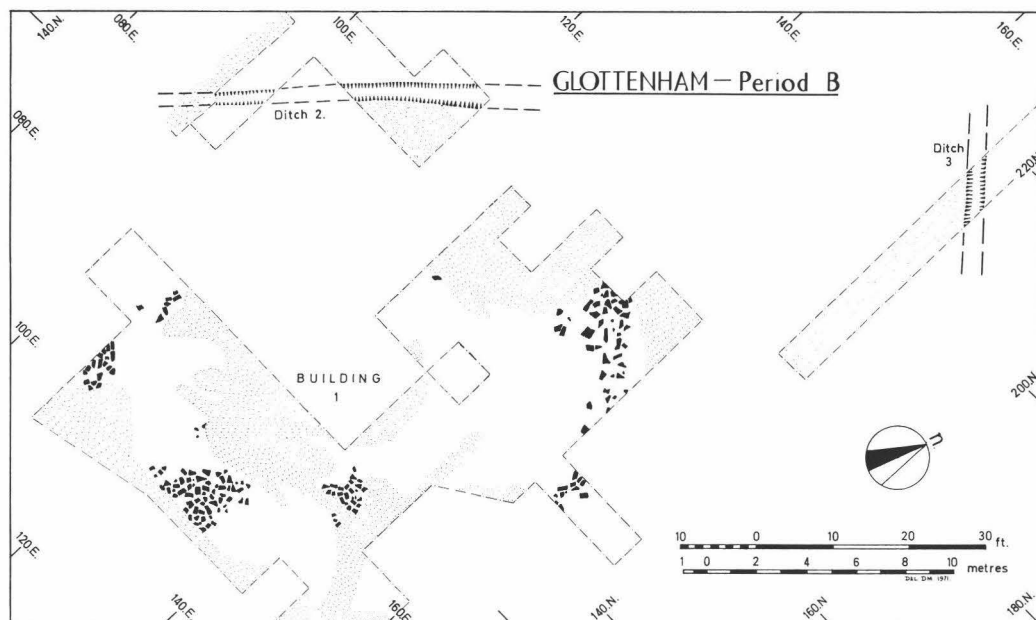 140.N.
080.E.
100.E.
120.E.
140.E.
160.E.
GLOTTENHAM — Period B
Ditch 2.
080.E.
Ditch
3
220.N.
BUILDING
1
100.E.
200.N.
n
120.E.
10 0 10 20 30 ft.
1 0 2 4 6 8 10 metres
D&L DM 1971.
140.E.
160.E.
140.N.
160.N.
180.N.